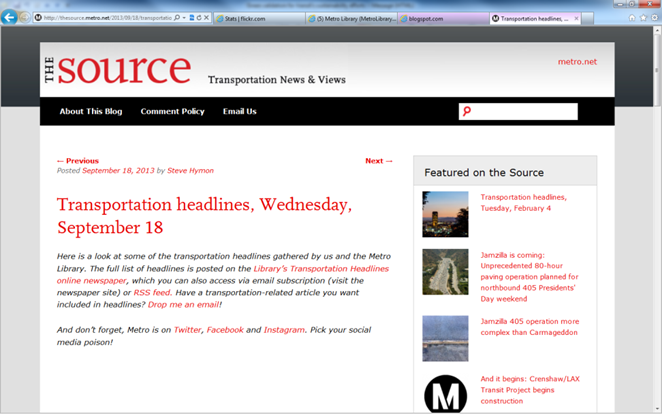 http://thesource.metro.net/2013/09/18/transportatio
Stats | flickr.com
(5) Metro Library (MetroLibrary...
blogspot.com
Transportation headlines, ...
THE source
Transportation News & Views
metro.net
About This Blog
Comment Policy
Email Us
← Previous
Next →
Posted September 18, 2013 by Steve Hymon
Transportation headlines, Wednesday,
September 18
Here is a look at some of the transportation headlines gathered by us and the Metro
Library. The full list of headlines is posted on the Library's Transportation Headlines
online newspaper, which you can also access via email subscription (visit the
newspaper site) or RSS feed. Have a transportation-related article you want
included in headlines? Drop me an email!
And don't forget, Metro is on Twitter, Facebook and Instagram. Pick your social
media poison!
Featured on the Source
Transportation headlines,
Tuesday, February 4
Jamzilla is coming:
Unprecedented 80-hour
paving operation planned for
northbound 405 Presidents'
Day weekend
Jamzilla 405 operation more
complex than Carmageddon
And it begins: Crenshaw/LAX
Transit Project begins
construction